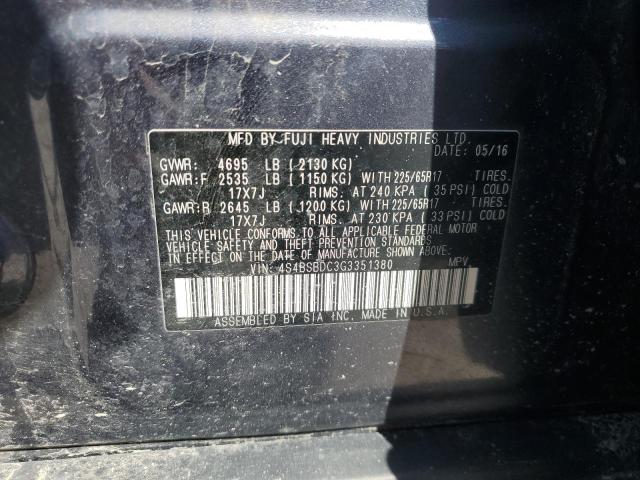 MFD BY FUJI HEAVY INDUSTRIES LTD.
DATE: 05/16
GVWR: 4695 LB (2130 KG)
GAWR:F 2535 LB (1150 KG) WITH 225/65R17 TIRES.
17X7J RIMS. AT 240 KPA (35 PSI) COLD
GAWR:R 2645 LB (1200 KG) WITH 225/65R17 TIRES.
17X7J RIMS. AT 230 KPA (33 PSI) COLD
THIS VEHICLE CONFORMS TO ALL APPLICABLE FEDERAL MOTOR
VEHICLE SAFETY AND THEFT PREVENTION STANDARDS
IN EFFECT ON THE DATE OF MANUFACTURE SHOWN ABOVE.
VIN: 4S4BSBDC3G3351380 MPV
ASSEMBLED BY SIA INC. MADE IN U.S.A.